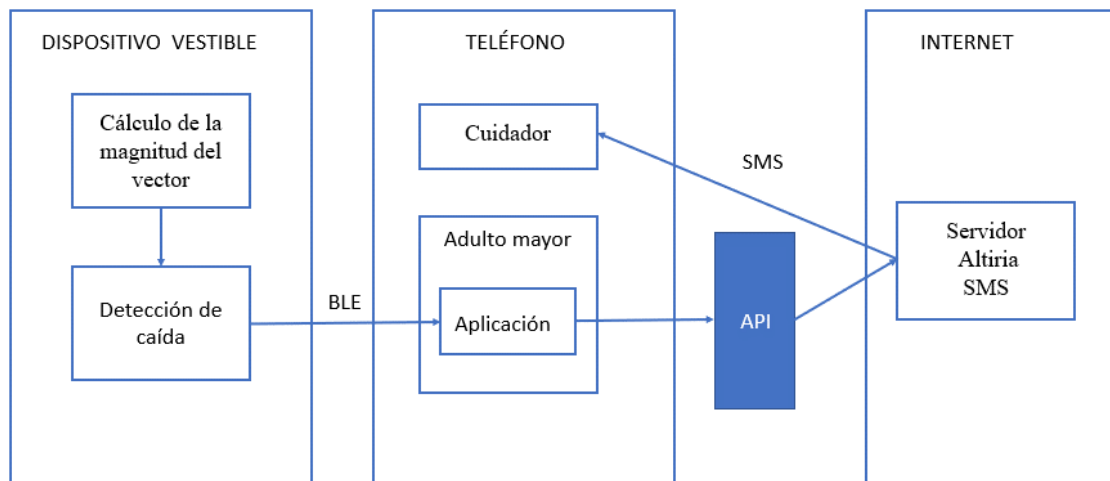 DISPOSITIVO VESTIBLE
Cálculo de la
magnitud del
vector
Detección de
caída
BLE
TELÉFONO
Cuidador
Adulto mayor
Aplicación
SMS
API
INTERNET
Servidor
Altiria
SMS